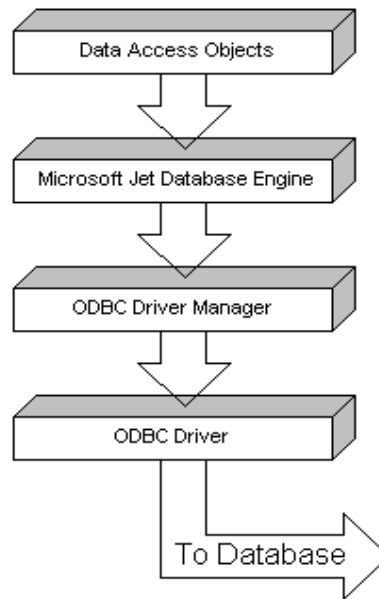 Data Access Objects
Microsoft Jet Database Engine
ODBC Driver Manager
ODBC Driver
To Database